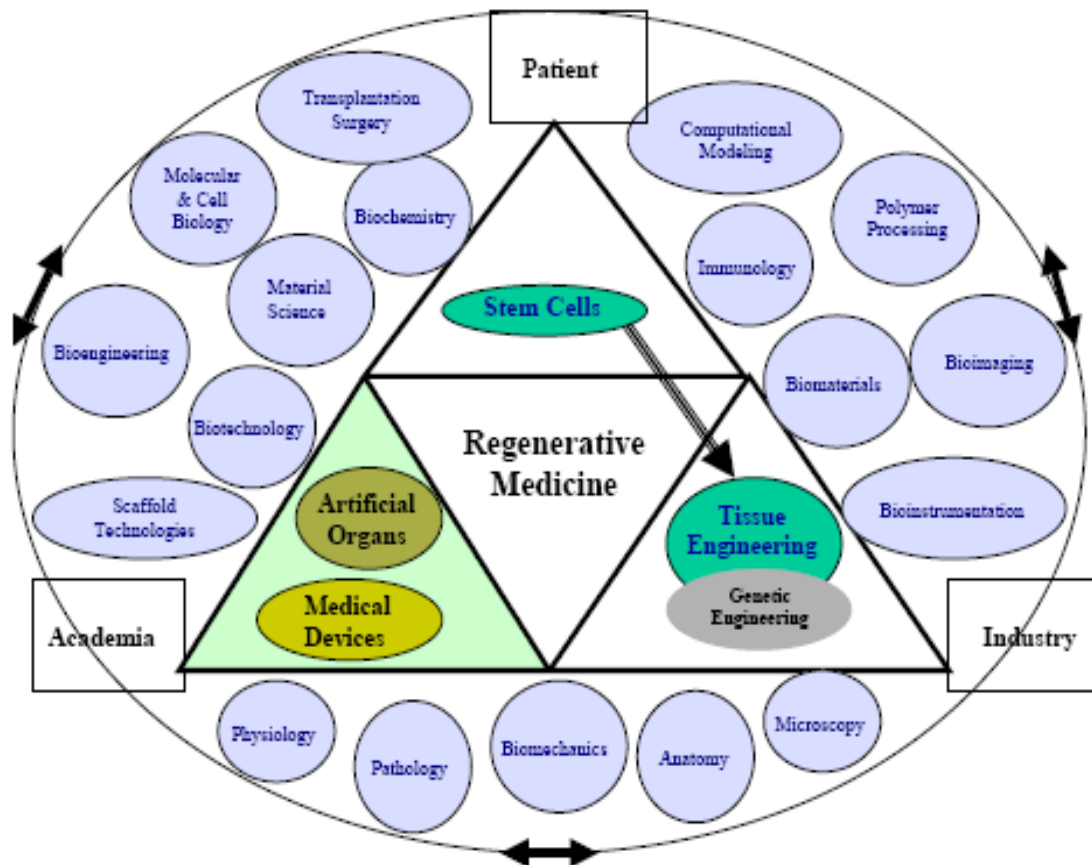 Patient
Transplantation
Surgery
Computational
Modeling
Molecular
& Cell
Biology
Biochemistry
Polymer
Processing
Immunology
Material
Science
Stem Cells
Bioengineering
Bioimaging
Biomaterials
Biotechnology
Regenerative
Medicine
Scaffold
Technologies
Artificial
Organs
Tissue
Engineering
Bioinstrumentation
Genetic
Engineering
Medical
Devices
Academia
Industry
Physiology
Pathology
Biomechanics
Anatomy
Microscopy